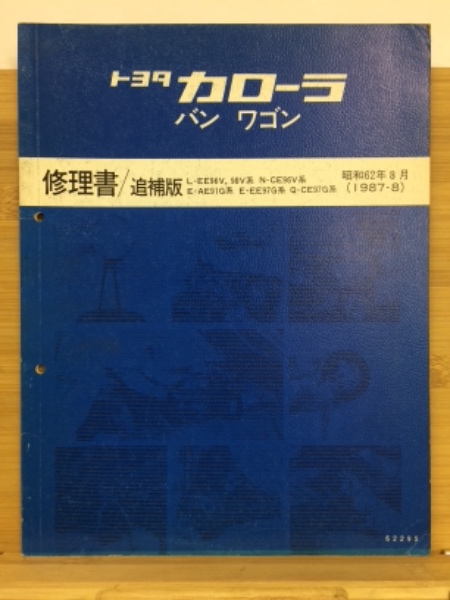 トヨタ カローラ
バン ワゴン
修理書/追補版 L-EE96V, 98V系 N-CE96V系 昭和62年8月
E-AE91G系 E-EE97G系 Q-CE97G系 (1987-8)
62295